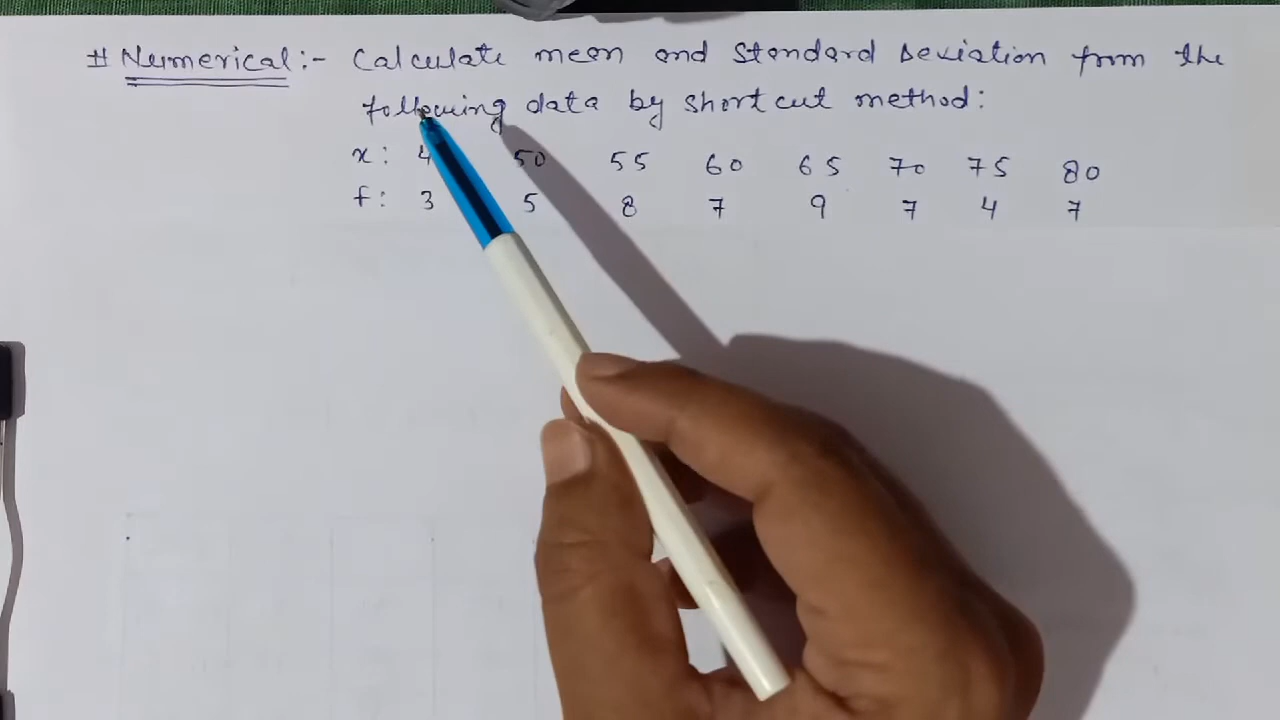 # Numerical :- Calculate mean and Standard Deviation from the
following data by short cut method :
x : 4 50 55 60 65 70 75 80
f : 3 5 8 7 9 7 4 7